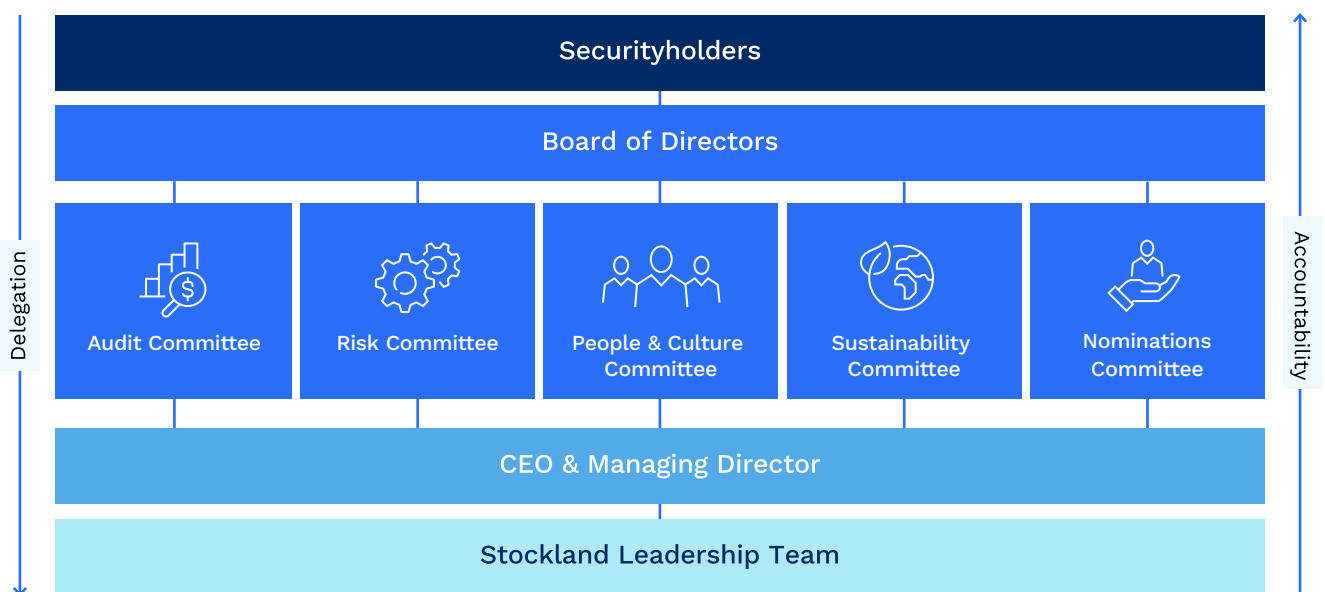 Securityholders
Board of Directors
Delegation
Accountability
$
Audit Committee
Risk Committee
People & Culture
Committee
Sustainability
Committee
Nominations
Committee
CEO & Managing Director
Stockland Leadership Team